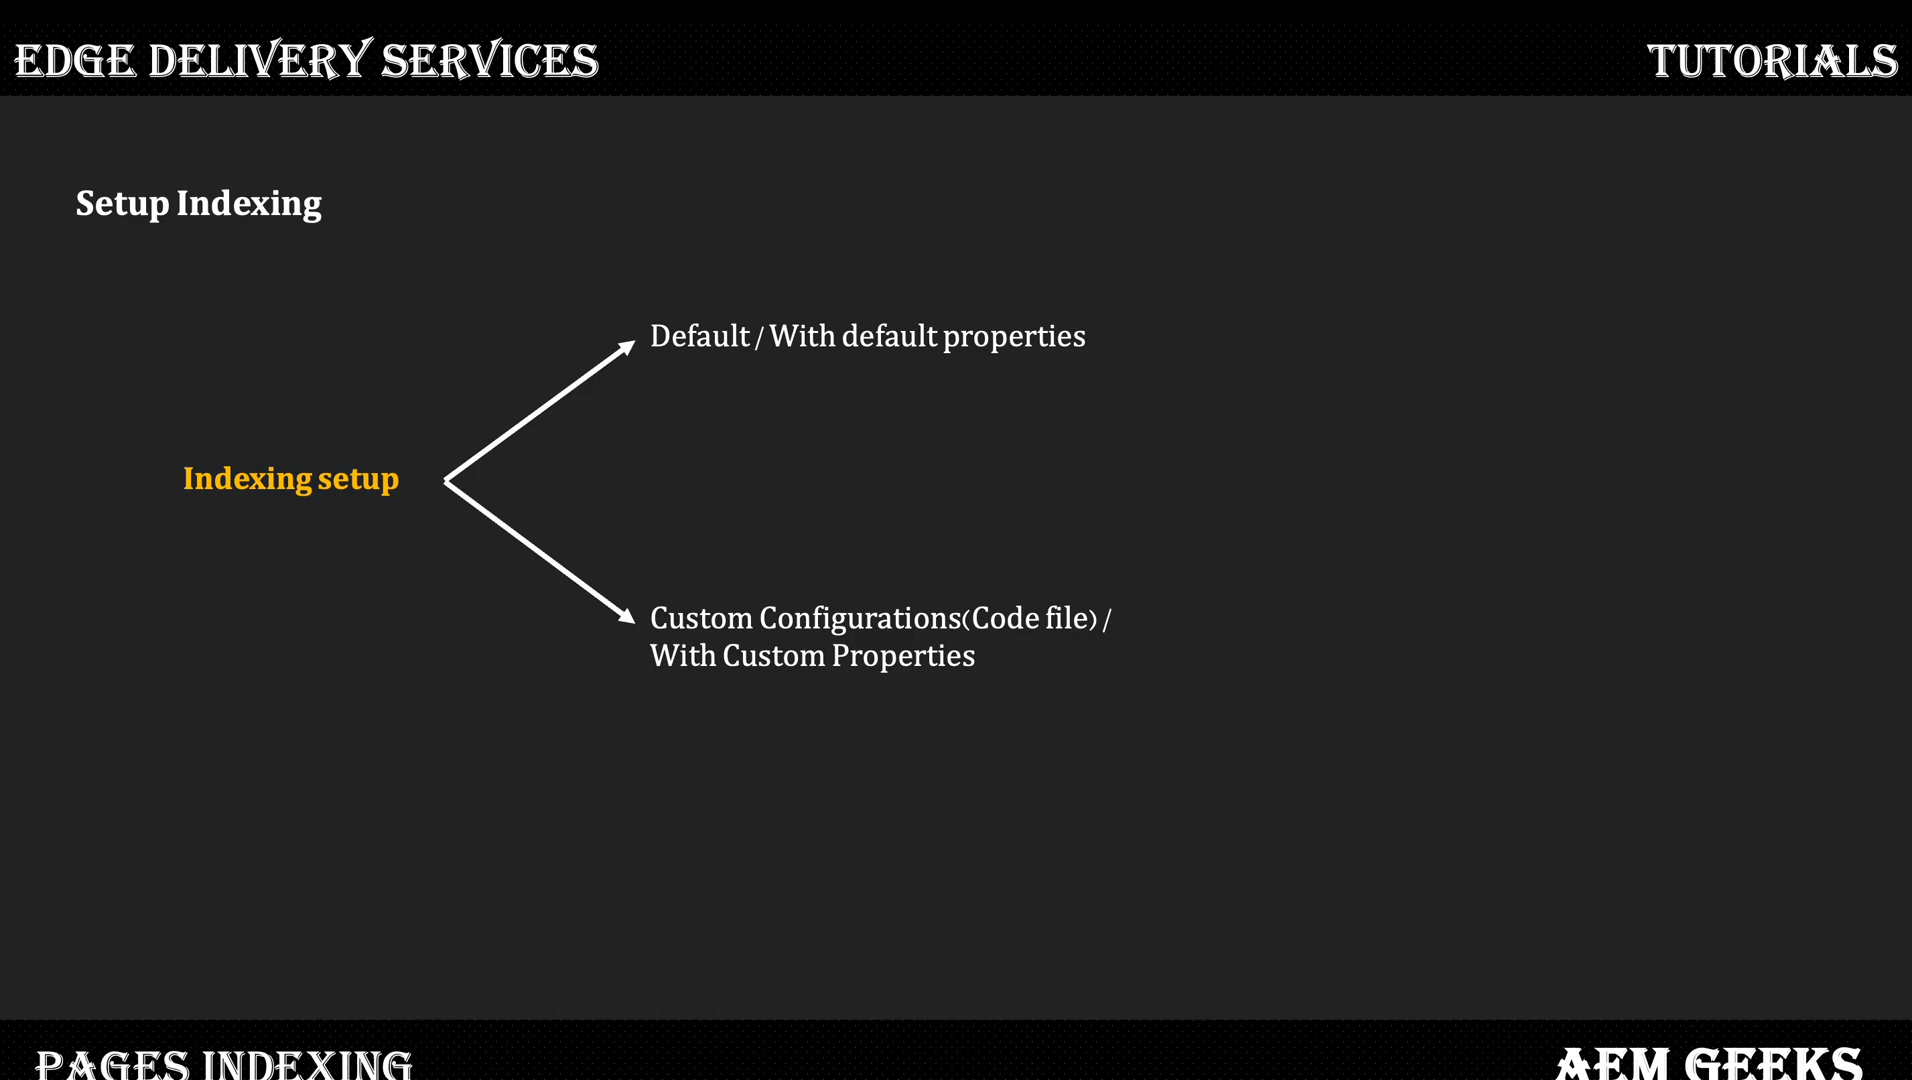 EDGE DELIVERY SERVICES
TUTORIALS
Setup Indexing
Default / With default properties
Indexing setup
Custom Configurations(Code file) /
With Custom Properties
PAGES INDEXING
AEM GEEKS